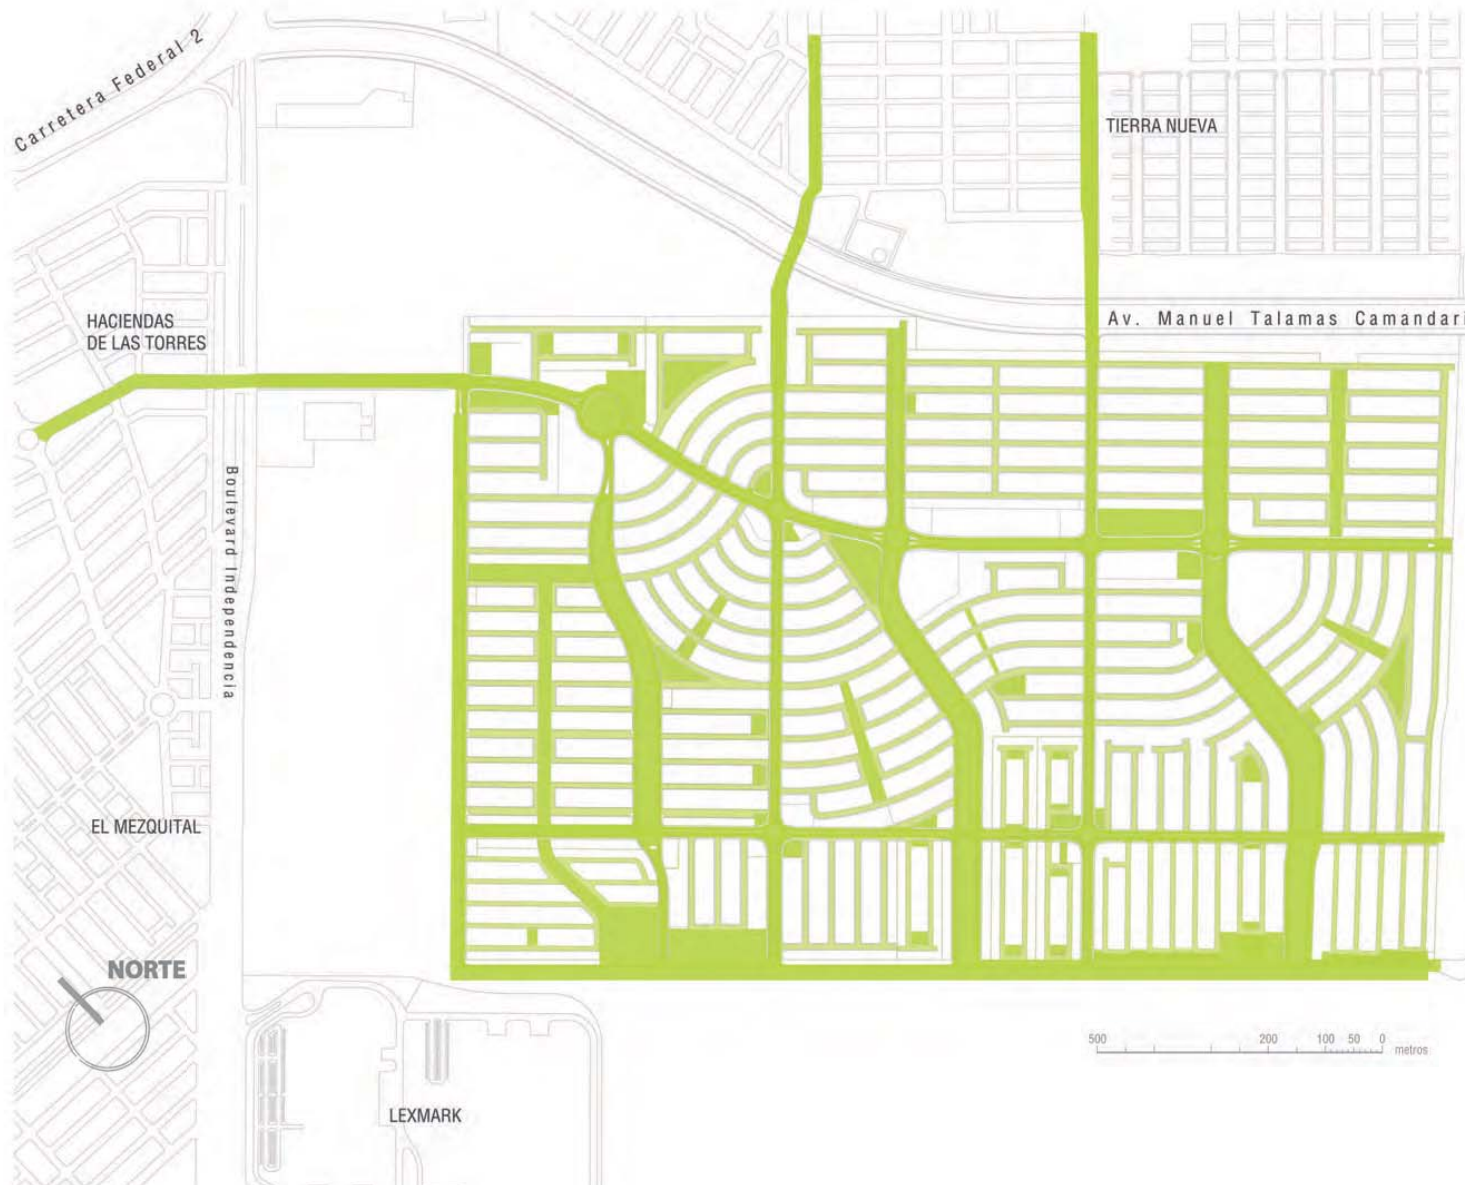 Carretera Federal 2
TIERRA NUEVA
HACIENDAS
DE LAS TORRES
Av. Manuel Talamas Camandari
Boulevard Independencia
EL MEZQUITAL
NORTE
500 200 100 50 0
metros
LEXMARK